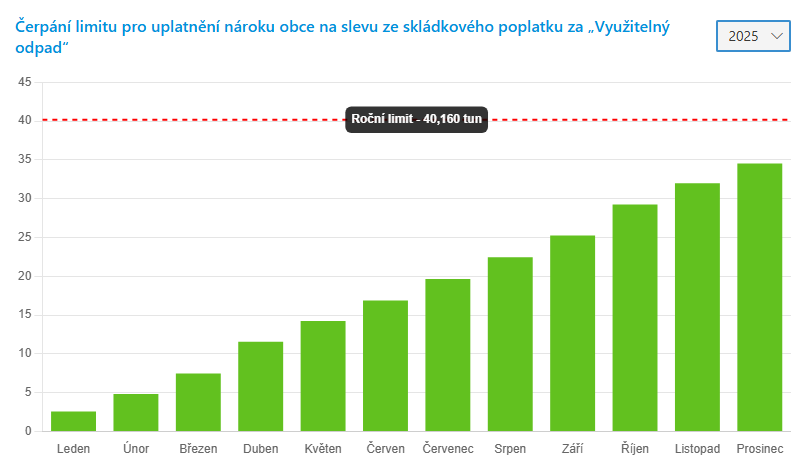 Čerpání limitu pro uplatnění nároku obce na slevu ze skládkového poplatku za „Využitelný
odpad“
2025
45
40
35
30
25
20
15
10
5
0
Roční limit - 40,160 tun
Leden
Únor
Březen
Duben
Květen
Červen
Červenec
Srpen
Září
Říjen
Listopad
Prosinec